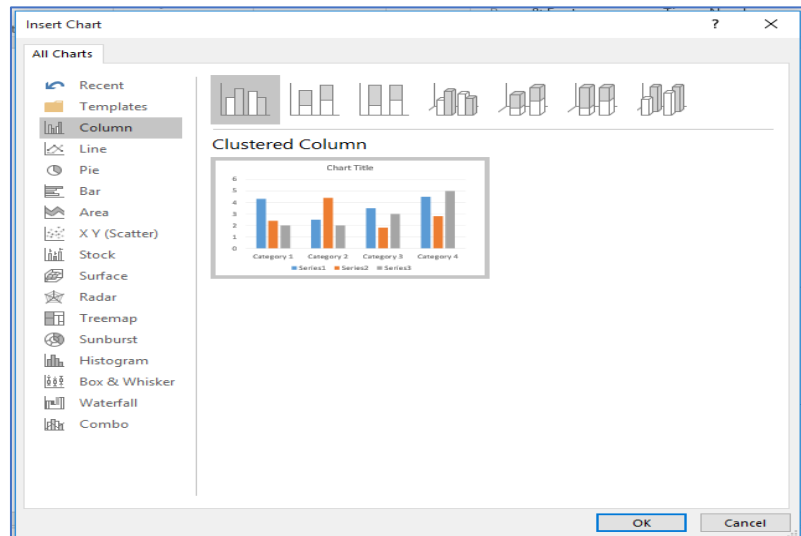 Insert Chart ? ×
All Charts
Recent
Templates
Column
Line
Pie
Bar
Area
X Y (Scatter)
Stock
Surface
Radar
Treemap
Sunburst
Histogram
Box & Whisker
Waterfall
Combo
Clustered Column
Chart Title
6
5
4
3
2
1
0
Category 1 Category 2 Category 3 Category 4
Series1 Series2 Series3
OK Cancel